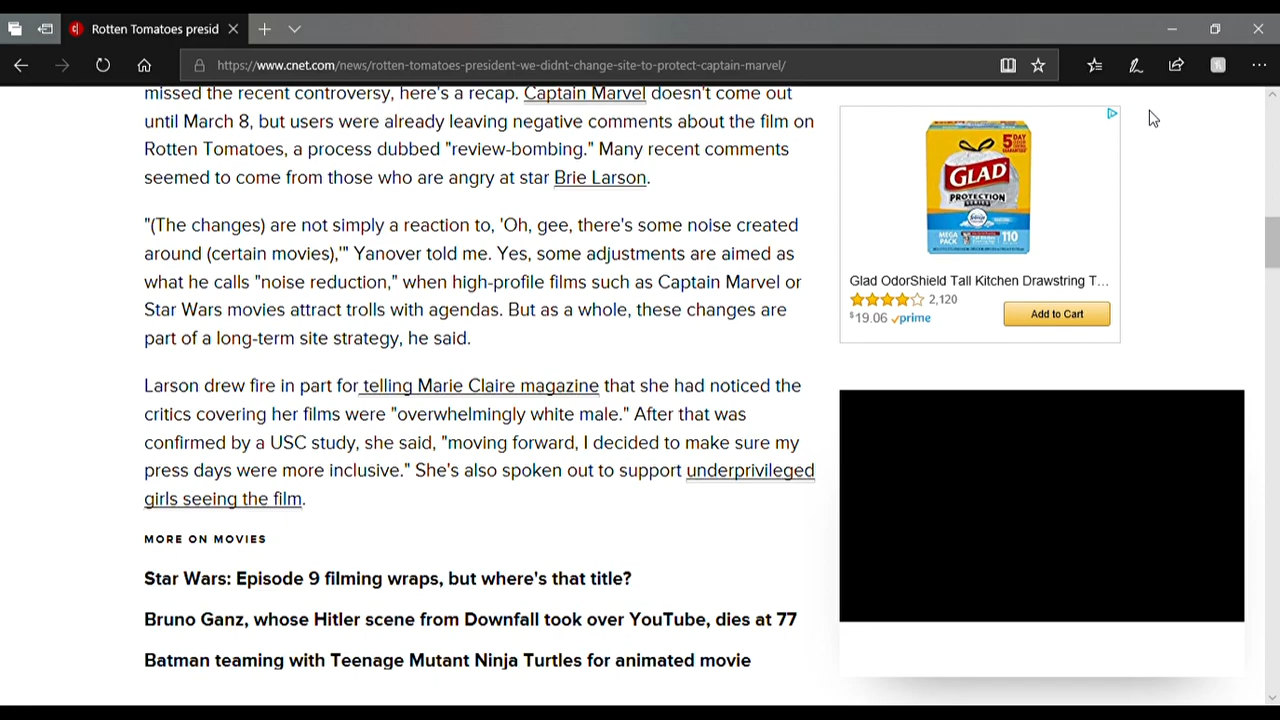 Rotten Tomatoes presid
https://www.cnet.com/news/rotten-tomatoes-president-we-didnt-change-site-to-protect-captain-marvel/
missed the recent controversy, here's a recap. Captain Marvel doesn't come out
until March 8, but users were already leaving negative comments about the film on
Rotten Tomatoes, a process dubbed "review-bombing." Many recent comments
seemed to come from those who are angry at star Brie Larson.
"(The changes) are not simply a reaction to, 'Oh, gee, there's some noise created
around (certain movies),'" Yanover told me. Yes, some adjustments are aimed as
what he calls "noise reduction," when high-profile films such as Captain Marvel or
Star Wars movies attract trolls with agendas. But as a whole, these changes are
part of a long-term site strategy, he said.
Larson drew fire in part for telling Marie Claire magazine that she had noticed the
critics covering her films were "overwhelmingly white male." After that was
confirmed by a USC study, she said, "moving forward, I decided to make sure my
press days were more inclusive." She's also spoken out to support underprivileged
girls seeing the film.
MORE ON MOVIES
Star Wars: Episode 9 filming wraps, but where's that title?
Bruno Ganz, whose Hitler scene from Downfall took over YouTube, dies at 77
Batman teaming with Teenage Mutant Ninja Turtles for animated movie
5 DAY
GLAD
PROTECTION
MEGA
PACK
110
Glad OdorShield Tall Kitchen Drawstring T...
2,120
$19.06 prime
Add to Cart